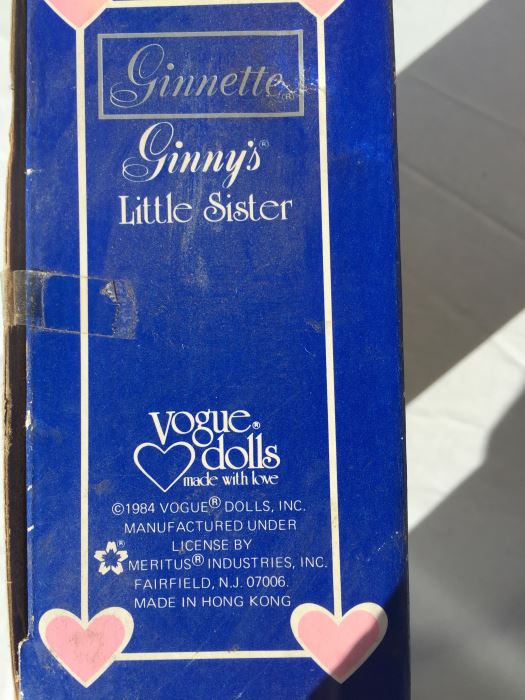 Ginnette®
Ginny's®
Little Sister
vogue®
dolls
made with love
©1984 VOGUE® DOLLS, INC.
MANUFACTURED UNDER
LICENSE BY
® MERITUS® INDUSTRIES, INC.
FAIRFIELD, N.J. 07006.
MADE IN HONG KONG